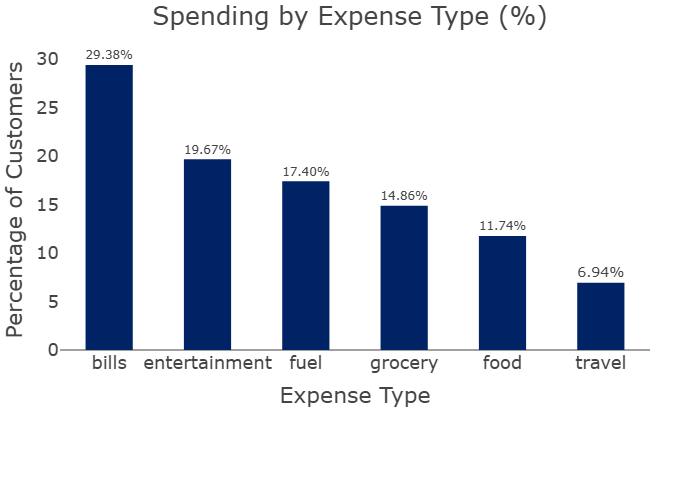 Spending by Expense Type (%)
Percentage of Customers
30
25
20
15
10
5
0
29.38%
19.67%
17.40%
14.86%
11.74%
6.94%
bills
entertainment
fuel
grocery
food
travel
Expense Type